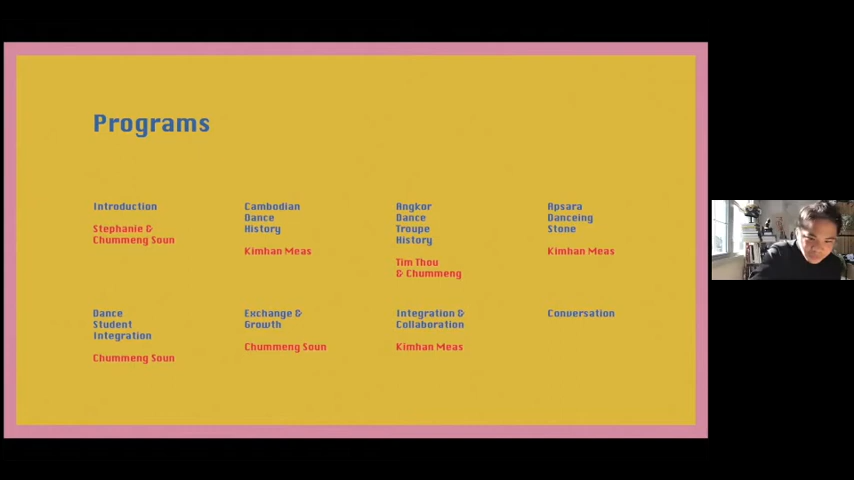 Programs
Introduction
Stephanie &
Chummeng Soun
Cambodian
Dance
History
Kimhan Meas
Angkor
Dance
Troupe
History
Tim Thou
& Chummeng
Apsara
Danceing
Stone
Kimhan Meas
Dance
Student
Integration
Chummeng Soun
Exchange &
Growth
Chummeng Soun
Integration &
Collaboration
Kimhan Meas
Conversation